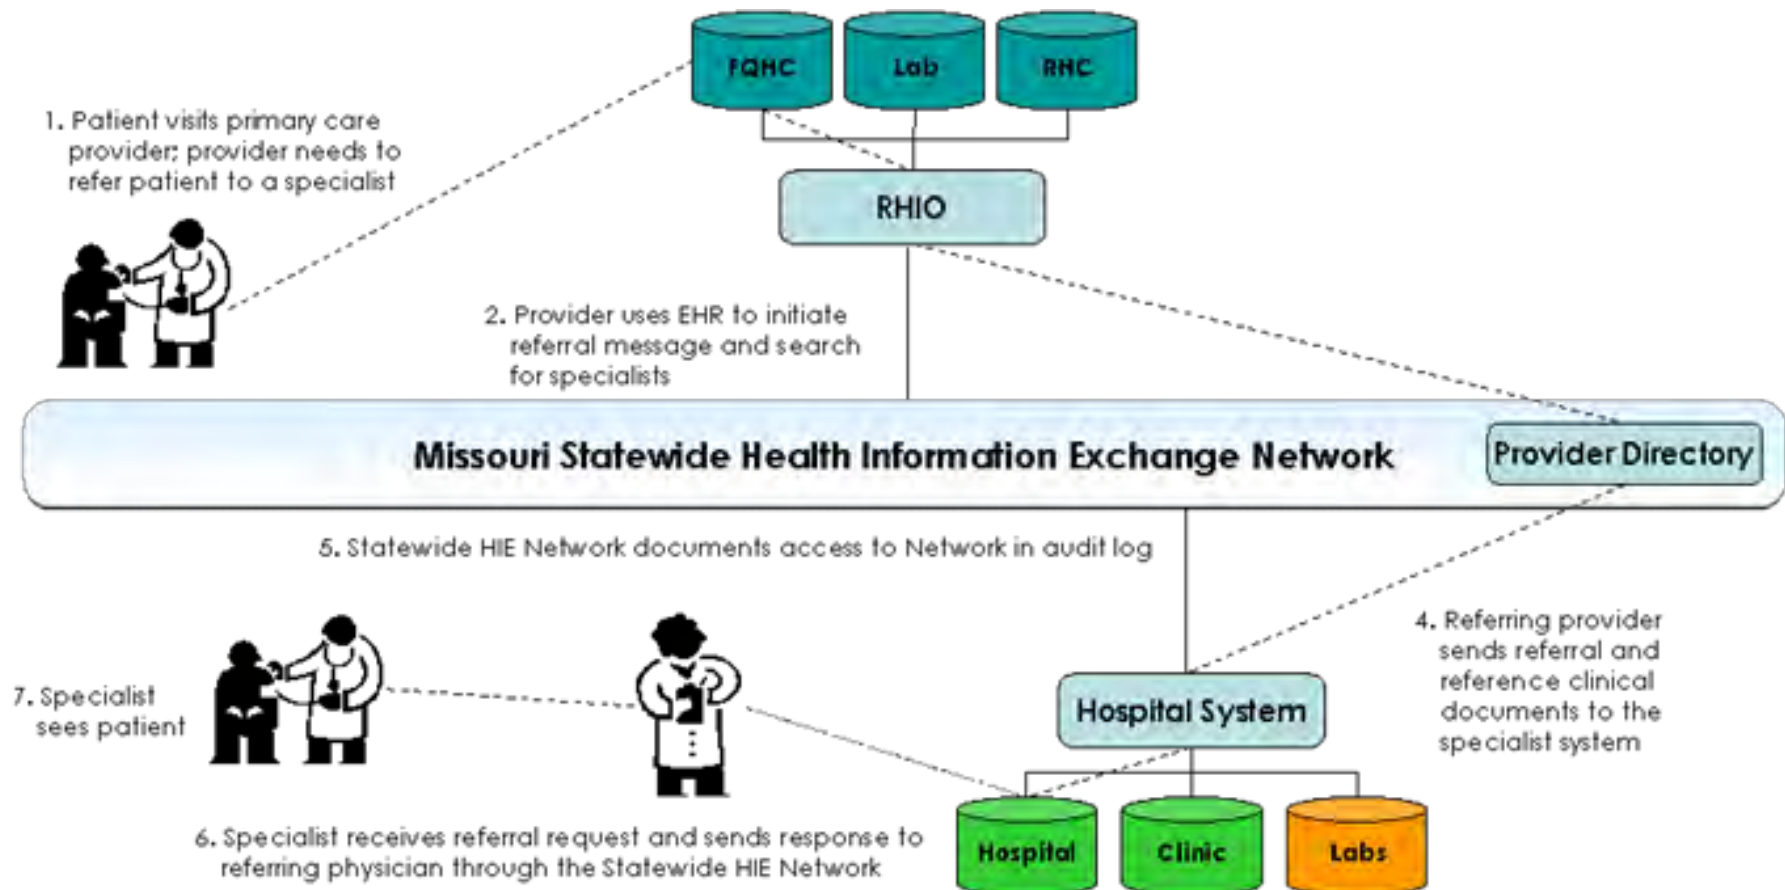 FQHC
Lab
RHC
1. Patient visits primary care
provider; provider needs to
refer patient to a specialist
RHIO
2. Provider uses EHR to initiate
referral message and search
for specialists
Missouri Statewide Health Information Exchange Network
Provider Directory
5. Statewide HIE Network documents access to Network in audit log
4. Referring provider
sends referral and
reference clinical
documents to the
specialist system
7. Specialist
sees patient
Hospital System
6. Specialist receives referral request and sends response to
referring physician through the Statewide HIE Network
Hospital
Clinic
Labs